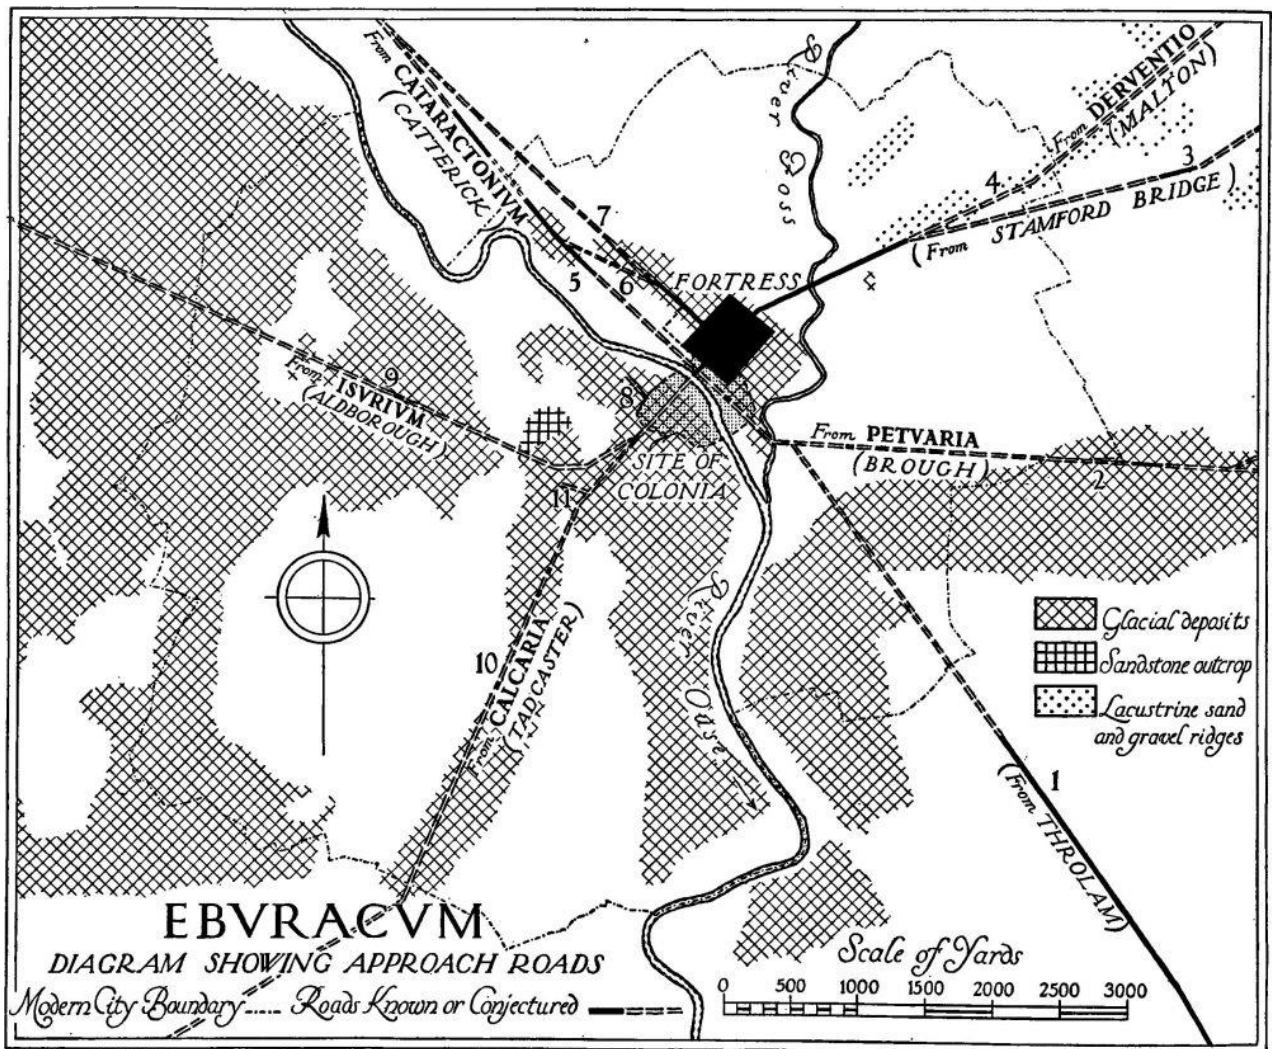 From CATARACTONIVM
(CATTERICK)
River Foss
From DERVENTIO
(MALTON)
3
4
(From STAMFORD BRIDGE)
7
5
6
FORTRESS
9
From ISVRIVM
(ALDBOROUGH)
8
From PETVARIA
(BROUGH)
2
SITE OF
COLONIA
11
River Ouse
10
From CALCARIA
(TADCASTER)
Glacial deposits
Sandstone outcrop
Lacustrine sand
and gravel ridges
1
(From THROLAM)
EBVRACVM
DIAGRAM SHOWING APPROACH ROADS
Modern City Boundary Roads Known or Conjectured
Scale of Yards
0 500 1000 1500 2000 2500 3000